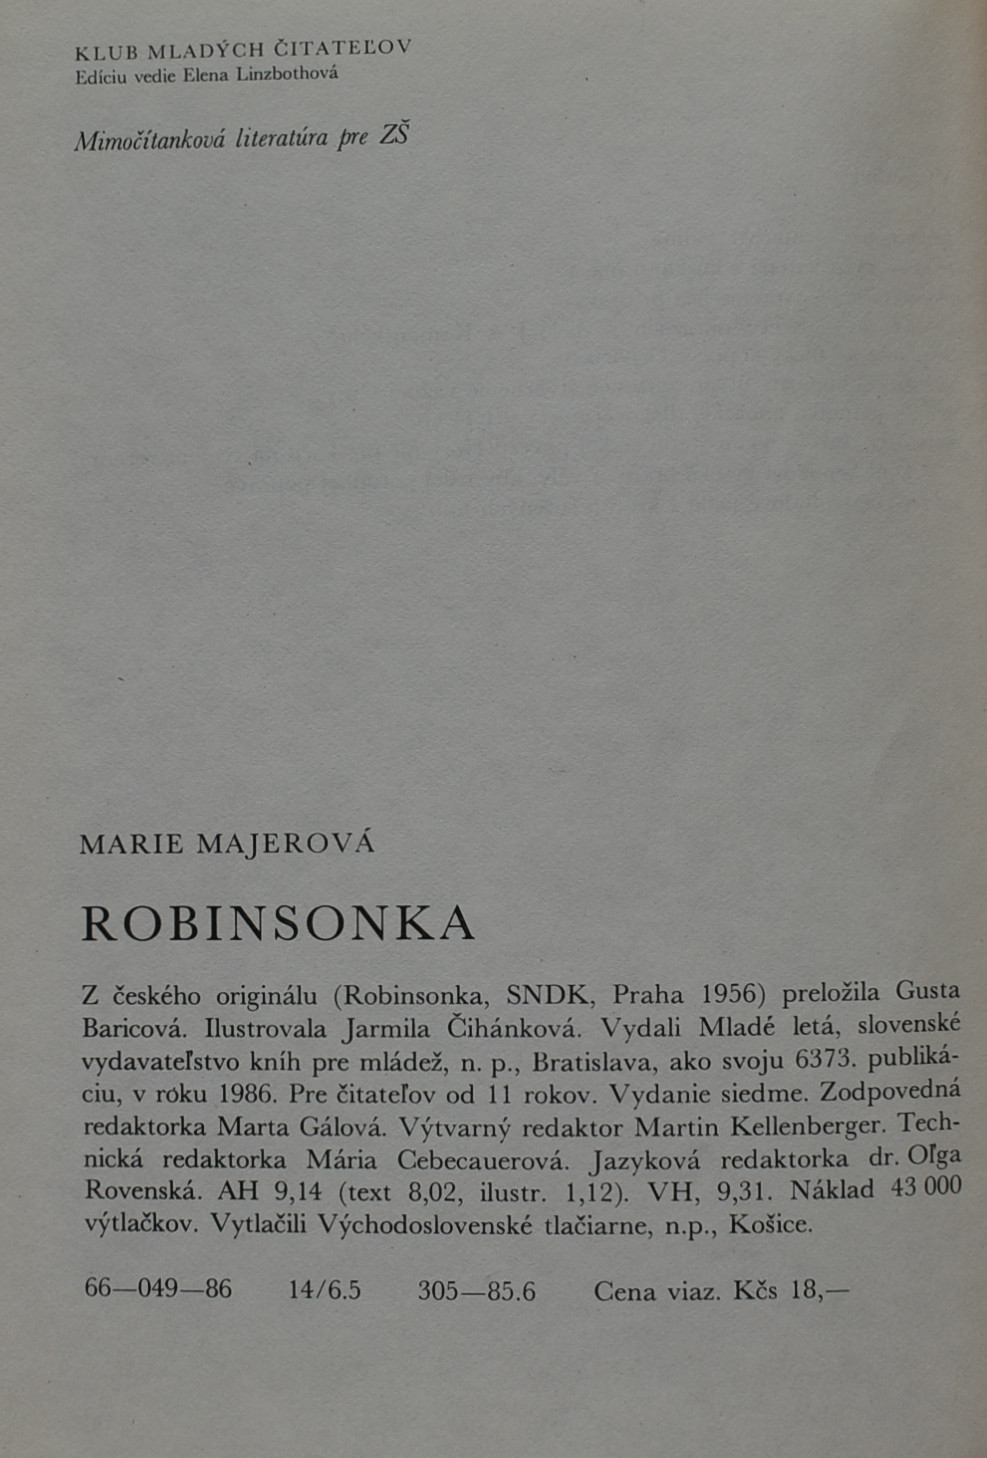 KLUB MLADÝCH ČITATEĽOV
Edíciu vedie Elena Linzbothová
Mimočítanková literatúra pre ZŠ
MARIE MAJEROVÁ
ROBINSONKA
Z českého originálu (Robinsonka, SNDK, Praha 1956) preložila Gusta
Baricová. Ilustrovala Jarmila Čihánková. Vydali Mladé letá, slovenské
vydavateľstvo kníh pre mládež, n. p., Bratislava, ako svoju 6373. publiká-
ciu, v roku 1986. Pre čitateľov od 11 rokov. Vydanie siedme. Zodpovedná
redaktorka Marta Gálová. Výtvarný redaktor Martin Kellenberger. Tech-
nická redaktorka Mária Cebecauerová. Jazyková redaktorka dr. Oľga
Rovenská. AH 9,14 (text 8,02, ilustr. 1,12). VH, 9,31. Náklad 43 000
výtlačkov. Vytlačili Východoslovenské tlačiarne, n.p., Košice.
66—049—86 14/6.5 305—85.6 Cena viaz. Kčs 18,—